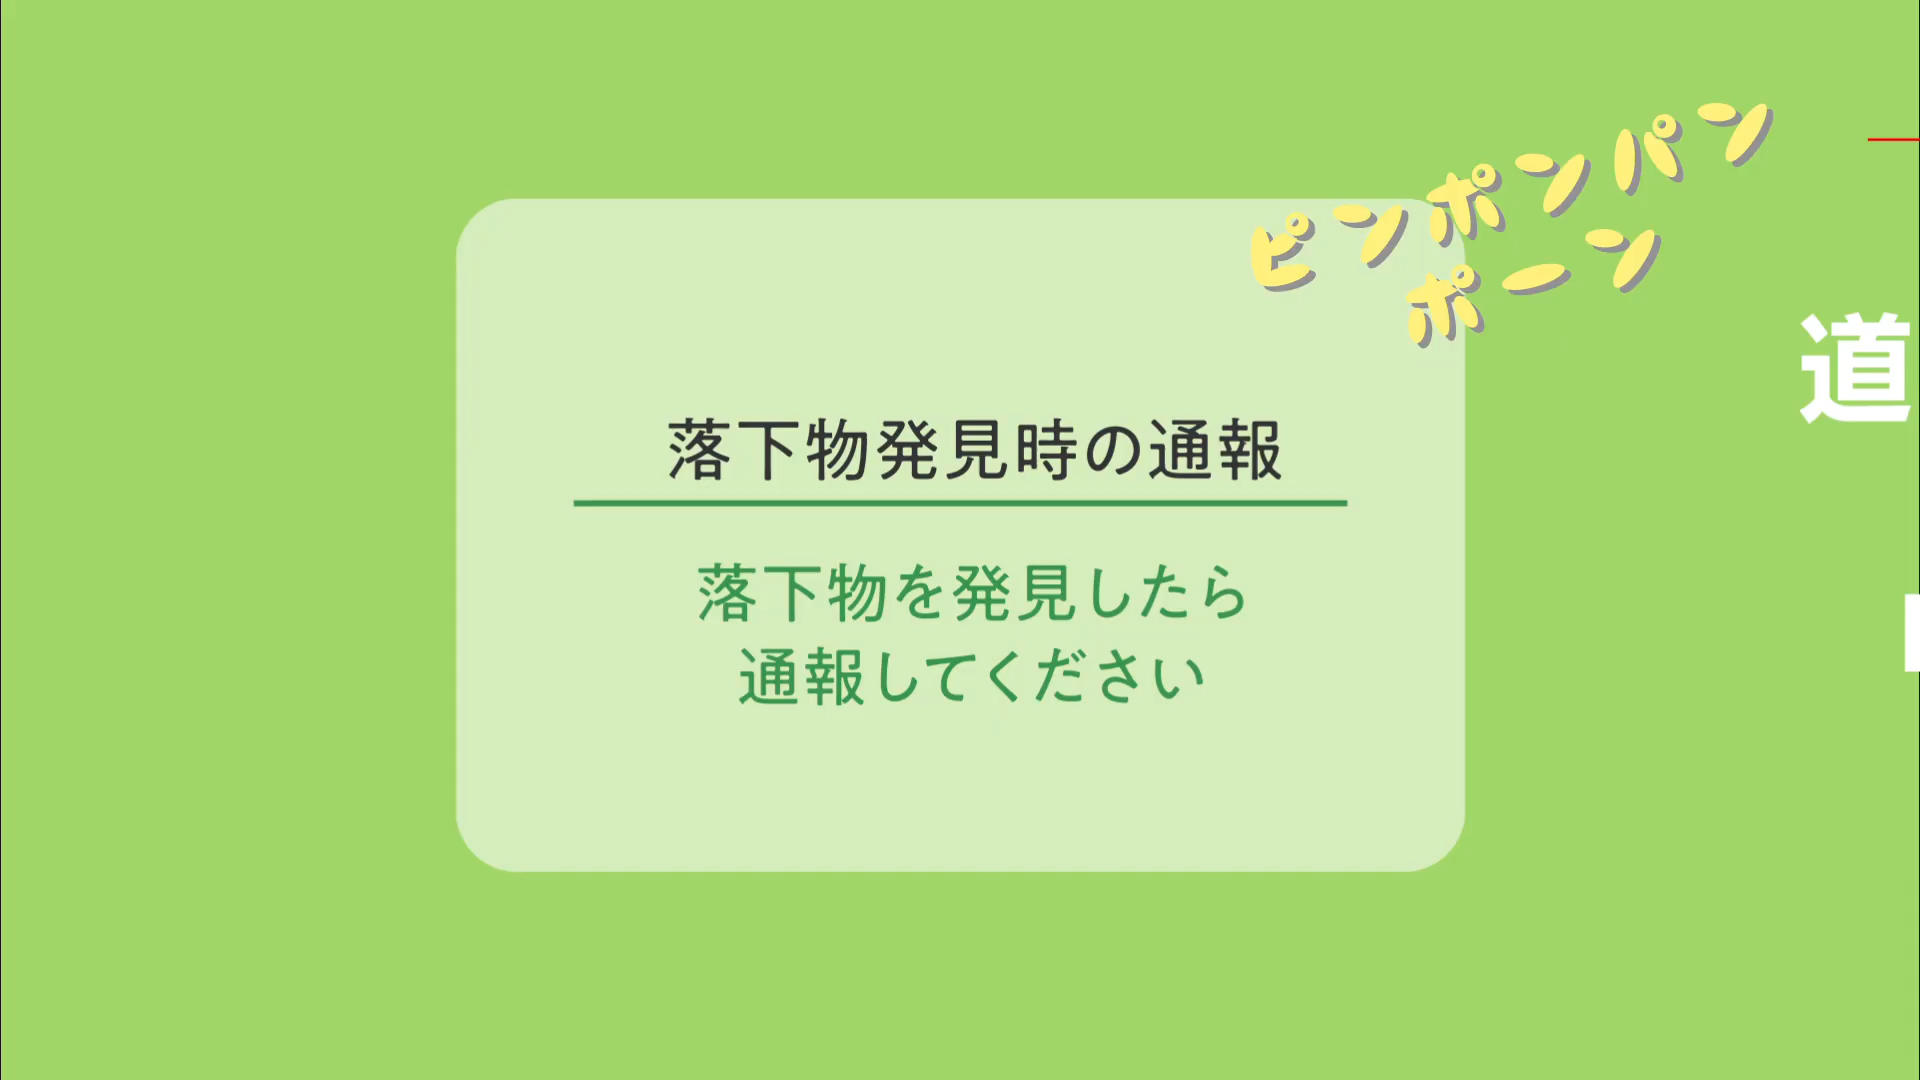 ピンポンパン
ポーン
道
落下物発見時の通報
落下物を発見したら
通報してください